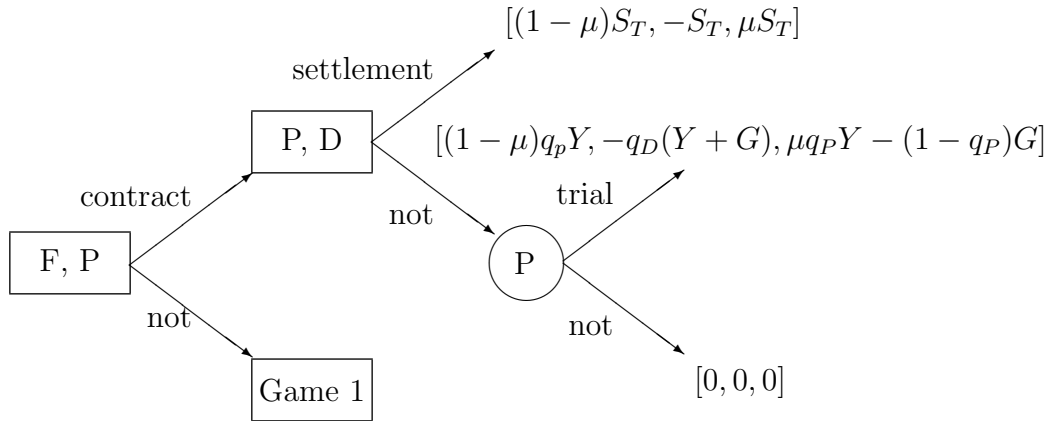 [(1 − μ)S_T, −S_T, μS_T]
settlement
P, D
[(1 − μ)q_pY, −q_D(Y + G), μq_PY − (1 − q_P)G]
contract
not
trial
F, P
P
not
not
Game 1
[0, 0, 0]